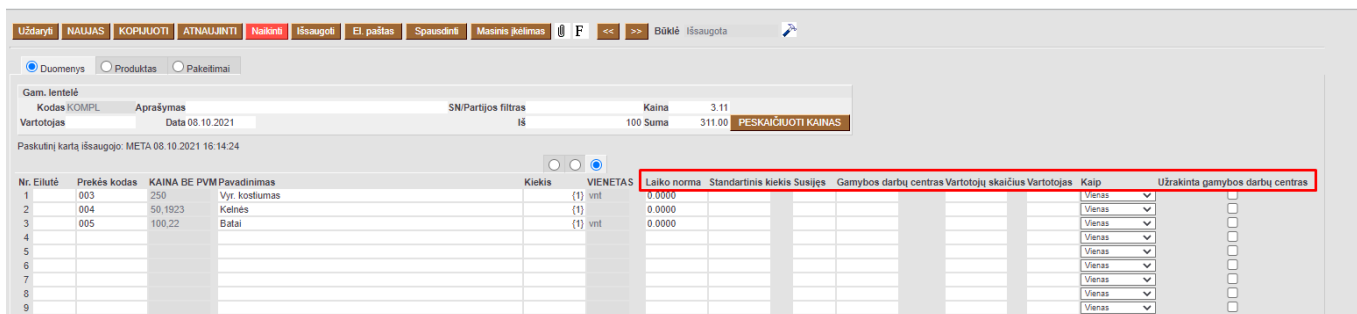 Uždaryti NAUJAS KOPIJUOTI ATNAUJINTI Naikinti Išsaugoti El. paštas Spausdinti Masinis įkėlimas F << >> Būklė Išsaugota
Duomenys Produktas Pakeitimai
Gam. lentelė
Kodas KOMPL Aprašymas SN/Partijos filtras Kaina 3.11
Vartotojas Data 08.10.2021 Iš 100 Suma 311.00 PESKAIČIUOTI KAINAS
Paskutinį kartą išsaugojo: META 08.10.2021 16:14:24
Nr. Eilutė Prekės kodas KAINA BE PVM Pavadinimas Kiekis VIENETAS Laiko norma Standartinis kiekis Susijęs Gamybos darbų centras Vartotojų skaičius Vartotojas Kaip Užrakinta gamybos darbų centras
1 003 250 Vyr. kostiumas {1} vnt 0.0000 Vienas
2 004 50,1923 Kelnės {1} 0.0000 Vienas
3 005 100,22 Batai {1} vnt 0.0000 Vienas
4 Vienas
5 Vienas
6 Vienas
7 Vienas
8 Vienas
9 Vienas